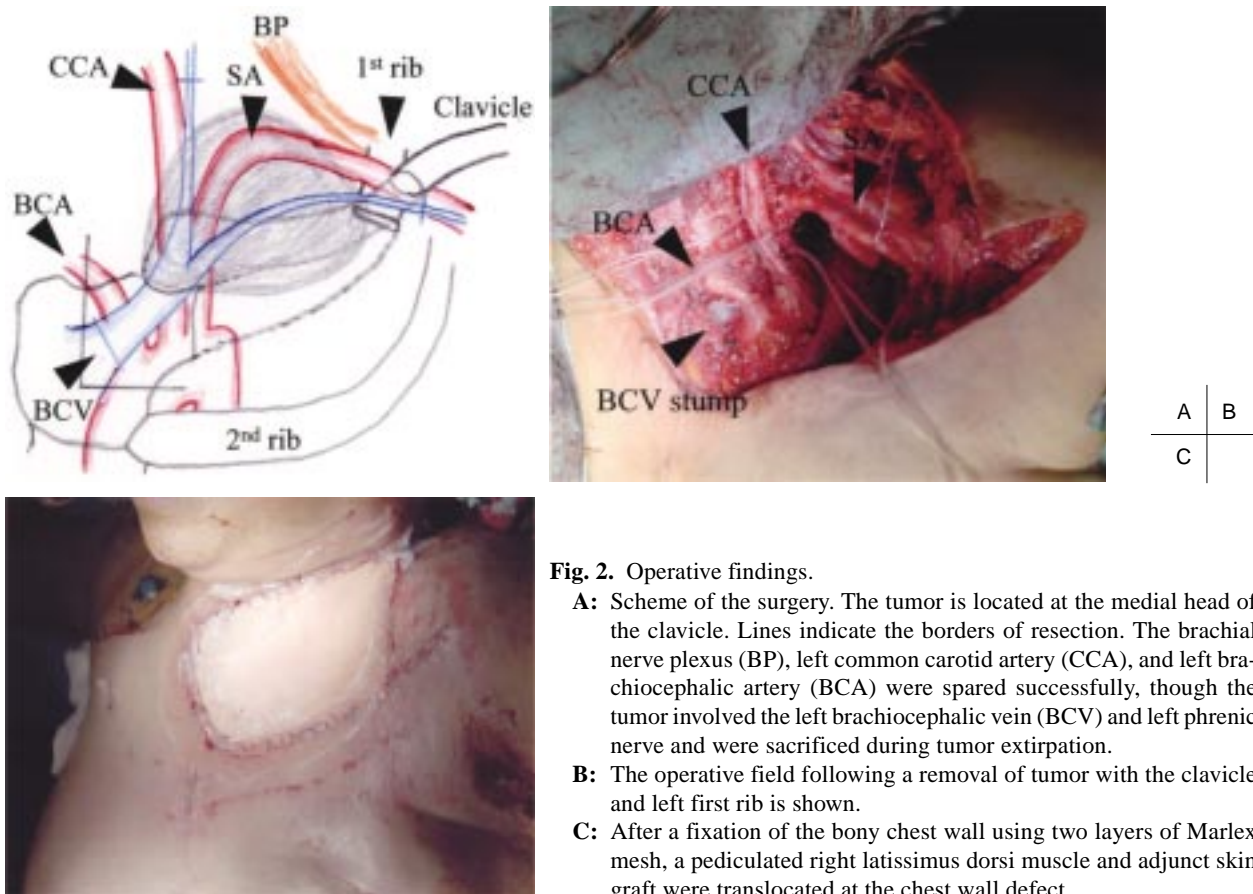 BP
CCA
SA
1st rib
Clavicle
BCA
BCV
2nd rib
CCA
SA
BCA
BCV stump
A B
C
Fig. 2. Operative findings.
A: Scheme of the surgery. The tumor is located at the medial head of
the clavicle. Lines indicate the borders of resection. The brachial
nerve plexus (BP), left common carotid artery (CCA), and left bra-
chiocephalic artery (BCA) were spared successfully, though the
tumor involved the left brachiocephalic vein (BCV) and left phrenic
nerve and were sacrificed during tumor extirpation.
B: The operative field following a removal of tumor with the clavicle
and left first rib is shown.
C: After a fixation of the bony chest wall using two layers of Marlex
mesh, a pediculated right latissimus dorsi muscle and adjunct skin
graft were translocated at the chest wall defect.